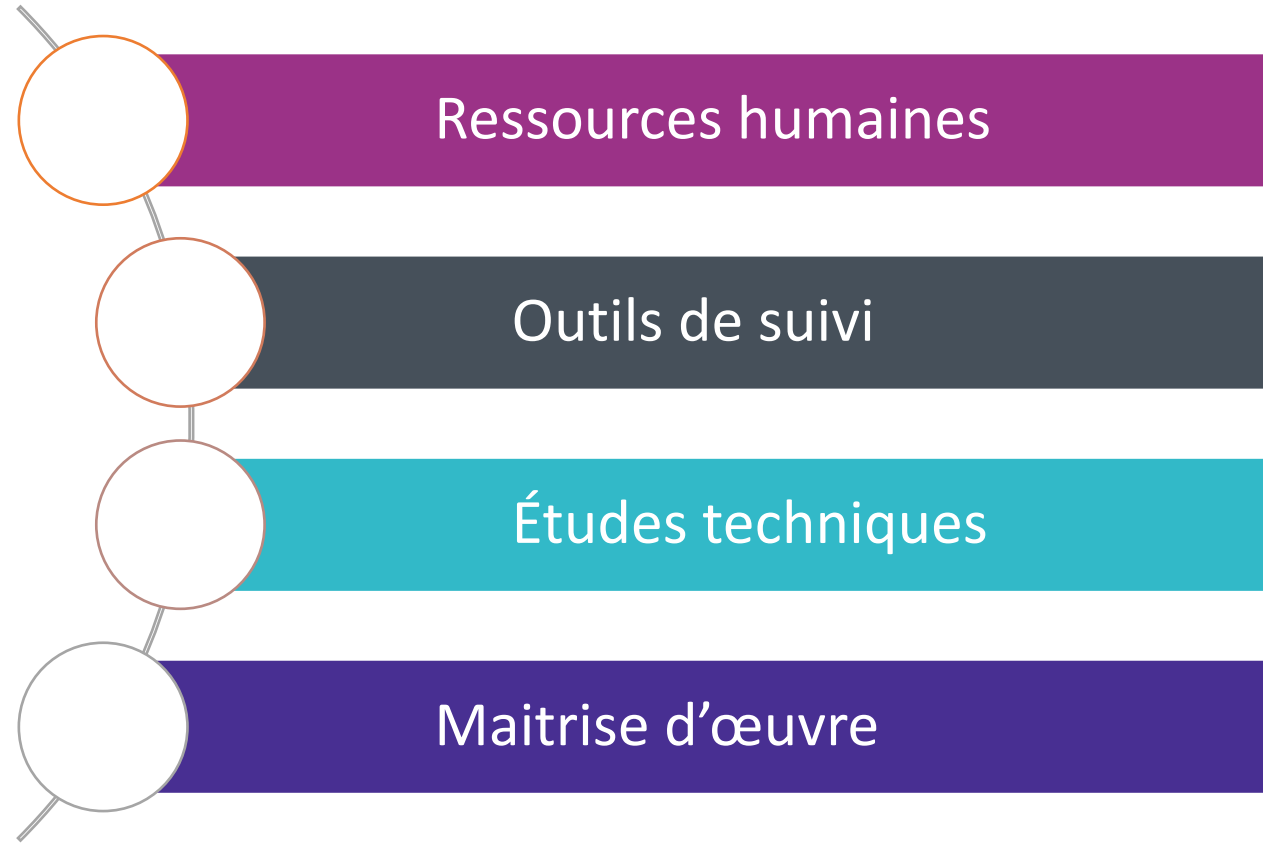 Ressources humaines
Outils de suivi
Études techniques
Maitrise d’œuvre